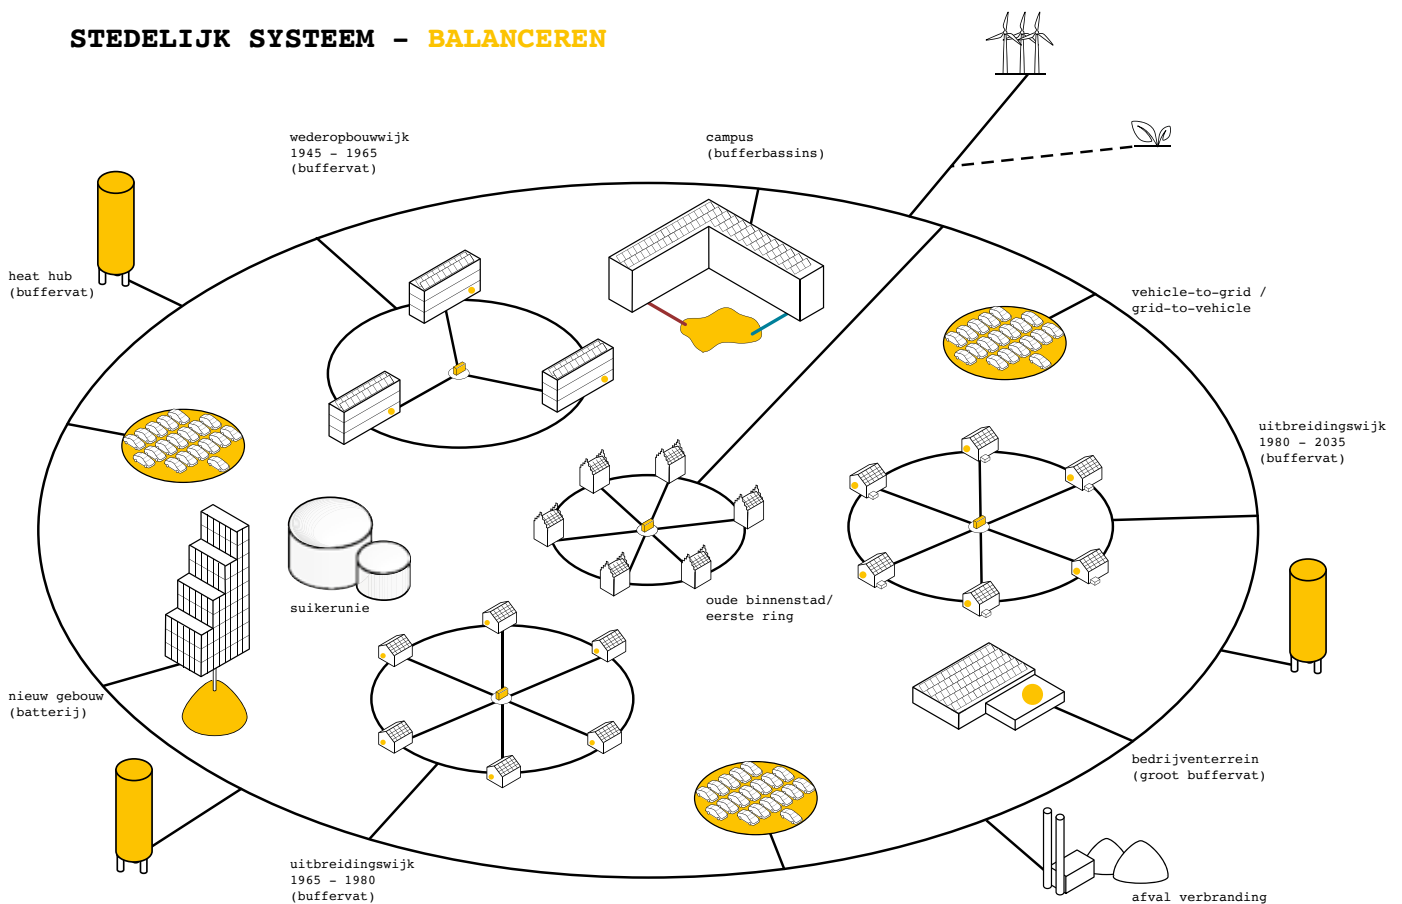 STEDELIJK SYSTEEM - BALANCEREN
wederopbouwwijk
1945 - 1965
(buffervat)
campus
(bufferbassins)
heat hub
(buffervat)
vehicle-to-grid /
grid-to-vehicle
uitbreidingswijk
1980 - 2035
(buffervat)
suikerunie
oude binnenstad/
eerste ring
nieuw gebouw
(batterij)
bedrijventerrein
(groot buffervat)
uitbreidingswijk
1965 - 1980
(buffervat)
afval verbranding